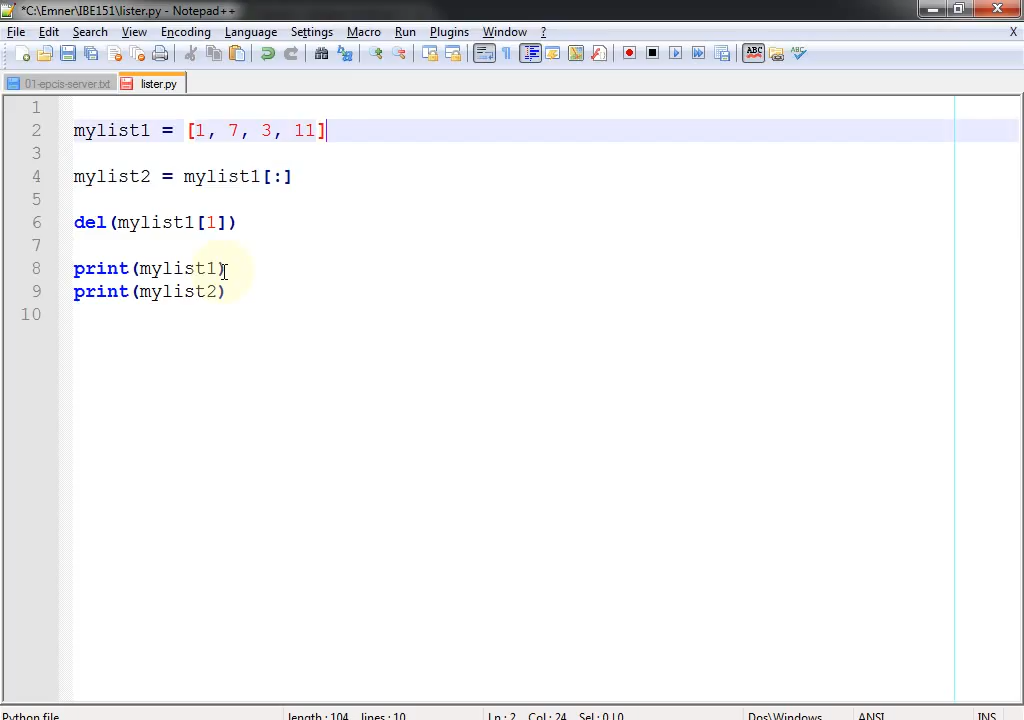 *C:\Emner\IBE151\lister.py - Notepad++
File Edit Search View Encoding Language Settings Macro Run Plugins Window ? X
ABC ABC
01-epcis-server.txt lister.py
1
2 mylist1 = [1, 7, 3, 11]
3
4 mylist2 = mylist1[:]
5
6 del(mylist1[1])
7
8 print(mylist1)
9 print(mylist2)
10
Python file length : 104 lines : 10 Ln : 2 Col : 24 Sel : 0 | 0 Dos\Windows ANSI INS